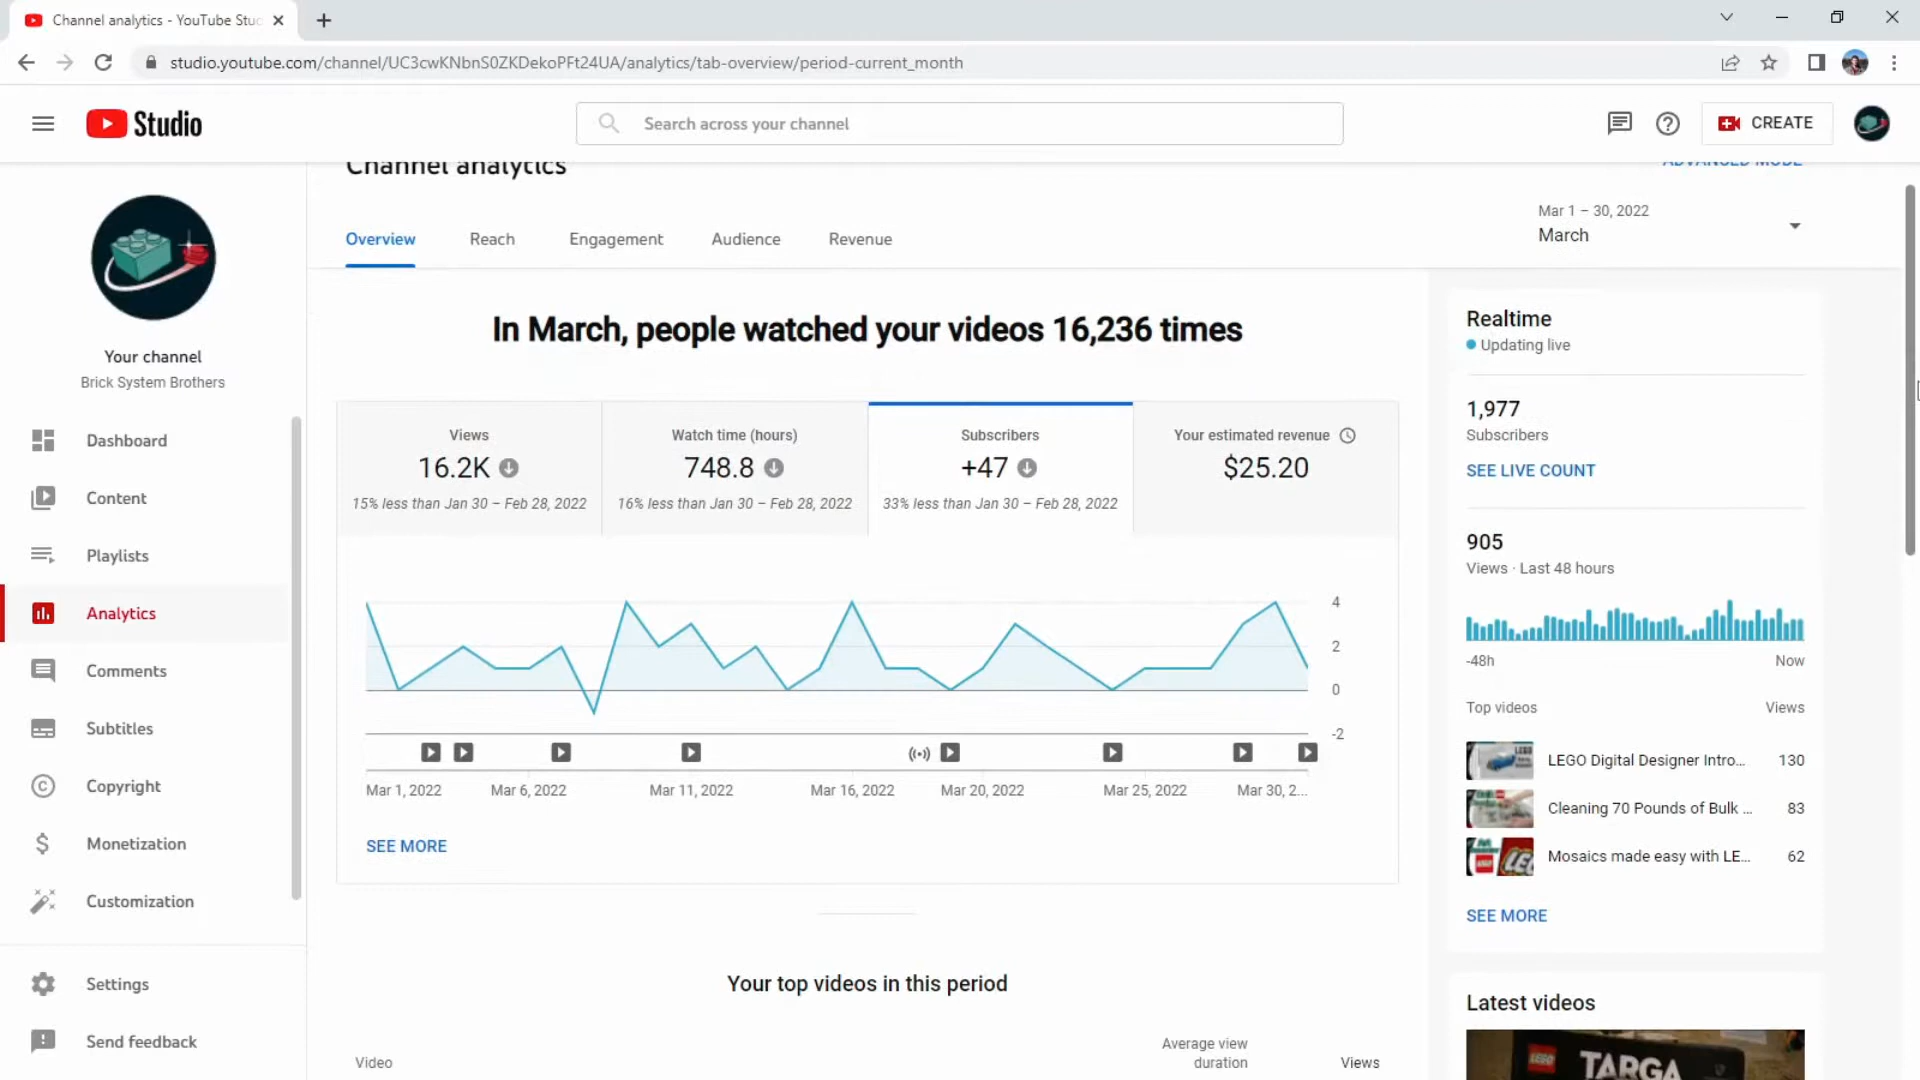 Channel analytics - YouTube Stu
studio.youtube.com/channel/UC3cwKNbnS0ZKDekoPFt24UA/analytics/tab-overview/period-current_month
Studio
Search across your channel
CREATE
Channel analytics
ADVANCED MODE
Overview
Reach
Engagement
Audience
Revenue
Mar 1 – 30, 2022
March
Your channel
Brick System Brothers
Dashboard
Content
Playlists
Analytics
Comments
Subtitles
Copyright
Monetization
Customization
Settings
Send feedback
In March, people watched your videos 16,236 times
Views
16.2K
15% less than Jan 30 – Feb 28, 2022
Watch time (hours)
748.8
16% less than Jan 30 – Feb 28, 2022
Subscribers
+47
33% less than Jan 30 – Feb 28, 2022
Your estimated revenue
$25.20
4
2
0
-2
Mar 1, 2022
Mar 6, 2022
Mar 11, 2022
Mar 16, 2022
Mar 20, 2022
Mar 25, 2022
Mar 30, 2...
SEE MORE
Your top videos in this period
Video
Average view
duration
Views
Realtime
Updating live
1,977
Subscribers
SEE LIVE COUNT
905
Views · Last 48 hours
-48h
Now
Top videos
Views
LEGO Digital Designer Intro...
130
Cleaning 70 Pounds of Bulk ...
83
Mosaics made easy with LE...
62
SEE MORE
Latest videos
LEGO
TARGA